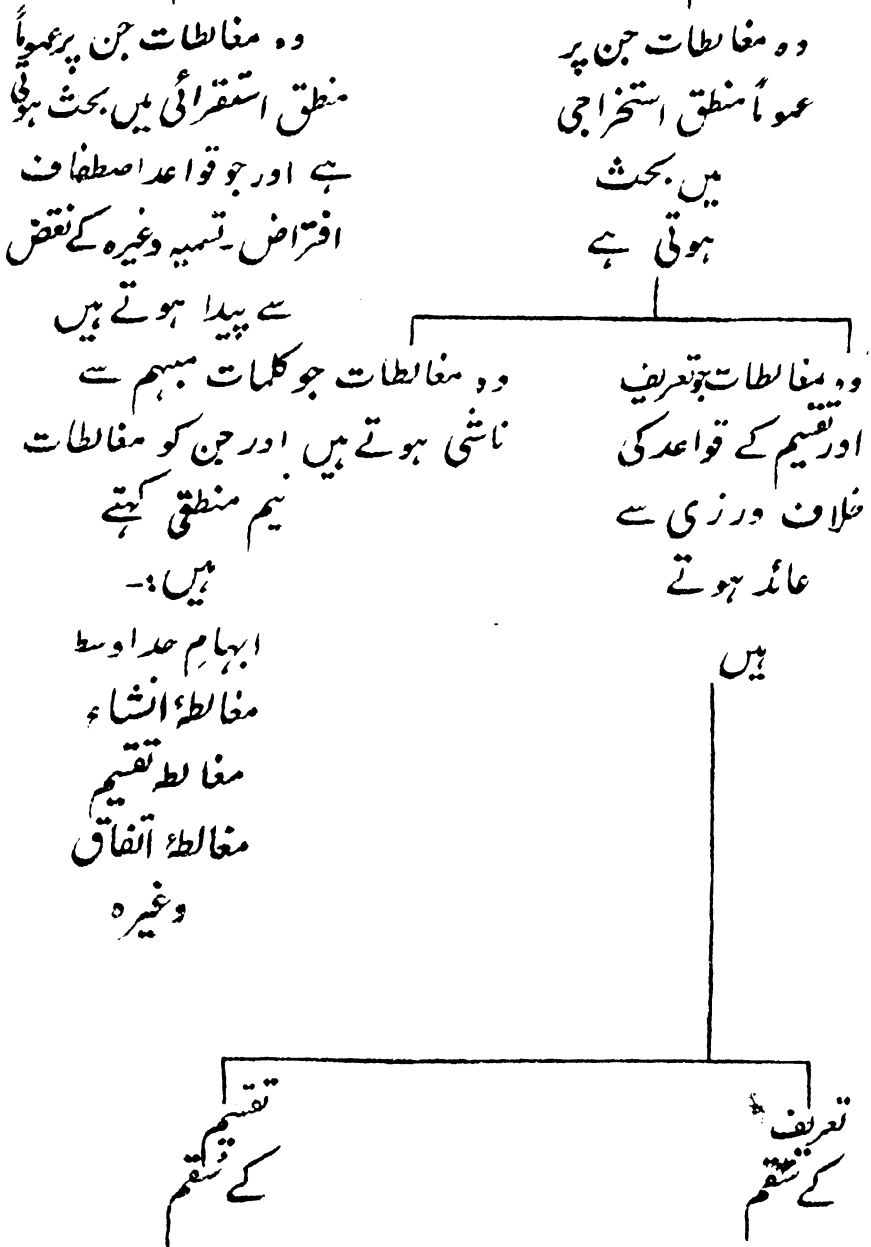 وہ مغالطات جن پر
عموماً منطق استخراجی
میں بحث
ہوتی ہے
وہ مغالطات جن پر عموماً
منطق استقرائی میں بحث ہوتی
ہے اور جو قواعد اصطفاف
افتراض ۔ تسمیہ وغیرہ کے نقض
سے پیدا ہوتے ہیں
وہ مغالطات جو تعریف
اور تقسیم کے قواعد کی
خلاف ورزی سے
عائد ہوتے
ہیں
وہ مغالطات جو کلمات مبہم سے
ناشی ہوتے ہیں اور جن کو مغالطات
نیم منطقی کہتے
ہیں :-
ابہامِ حد اوسط
مغالطۂ انشاء
مغالطہ تقسیم
مغالطۂ اتفاق
وغیرہ
تعریف
کے سُقم
تقسیم
کے سُقم